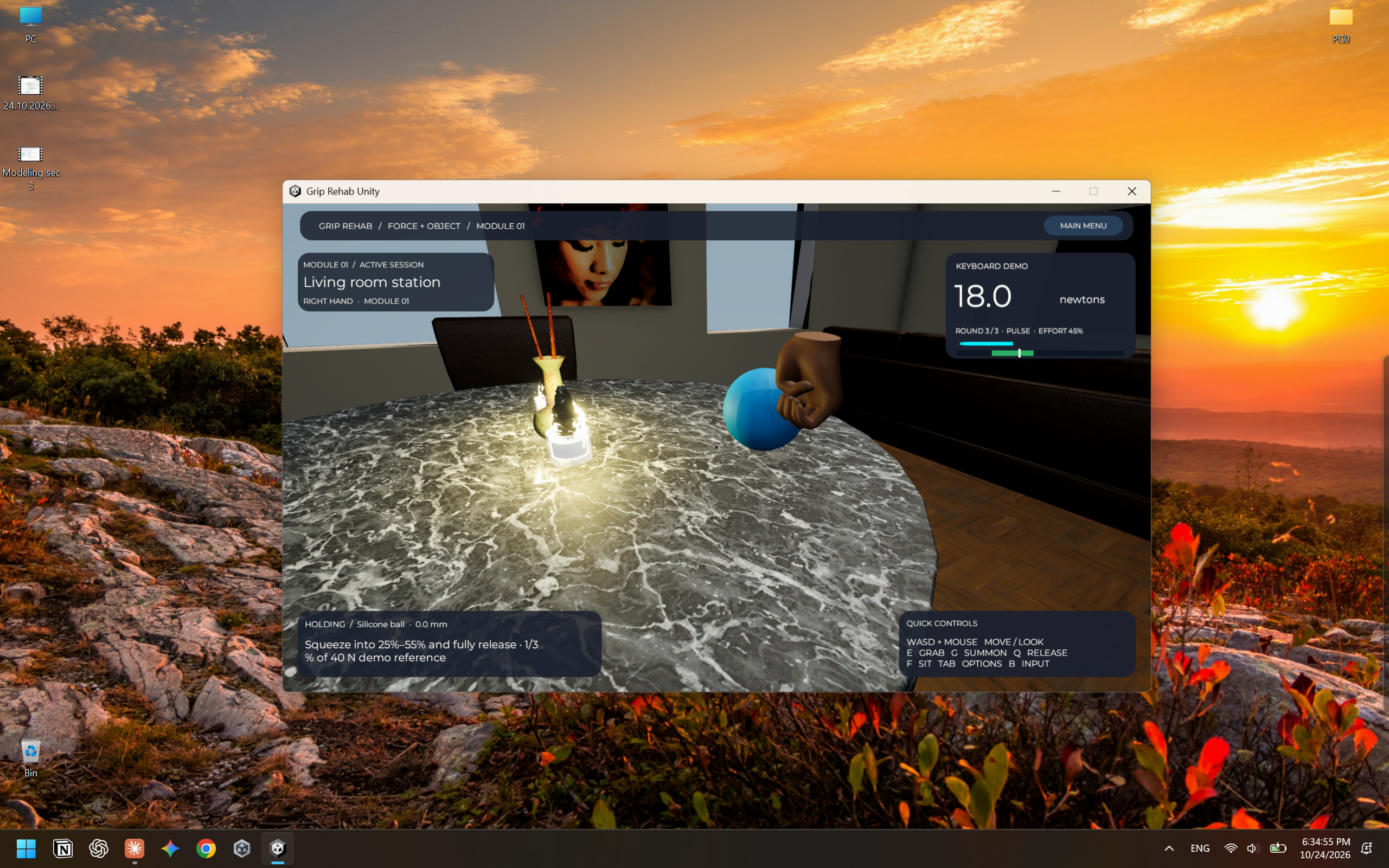 PC
24.10.2026...
Modeling sec
3
Bin
PC0
Grip Rehab Unity
GRIP REHAB / FORCE + OBJECT / MODULE 01
MAIN MENU
MODULE 01 / ACTIVE SESSION
Living room station
RIGHT HAND · MODULE 01
KEYBOARD DEMO
18.0 newtons
ROUND 3/3 · PULSE · EFFORT 45%
HOLDING / Silicone ball · 0.0 mm
Squeeze into 25%–55% and fully release · 1/3
% of 40 N demo reference
QUICK CONTROLS
WASD + MOUSE MOVE / LOOK
E GRAB G SUMMON Q RELEASE
F SIT TAB OPTIONS B INPUT
ENG
6:34:55 PM
10/24/2026